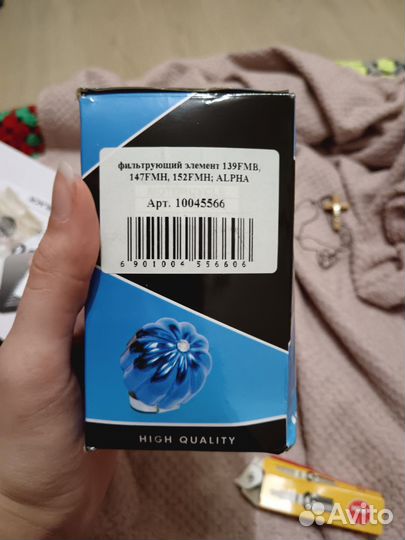 фильтрующий элемент 139FMB,
147FMH, 152FMH; ALPHA
Арт. 10045566
6 901004 556606
HIGH QUALITY
Avito